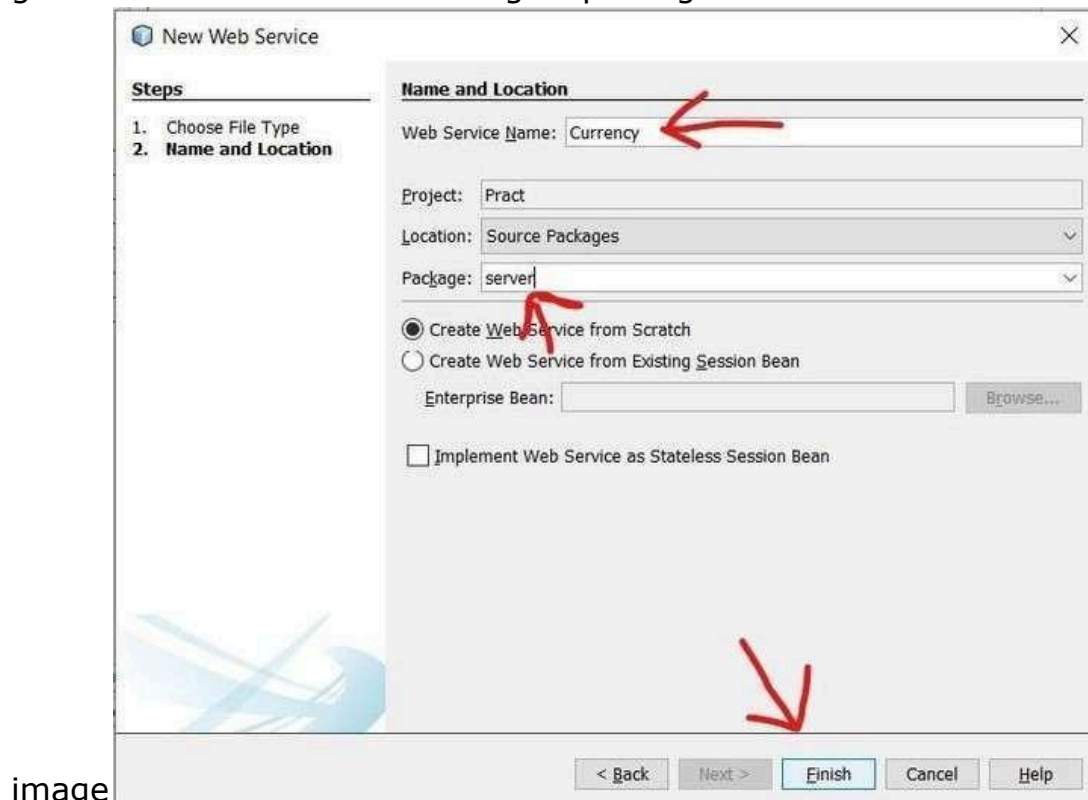 New Web Service
Steps
1. Choose File Type
2. Name and Location
Name and Location
Web Service Name: Currency
Project: Pract
Location: Source Packages
Package: server
Create Web Service from Scratch
Create Web Service from Existing Session Bean
Enterprise Bean: Browse...
Implement Web Service as Stateless Session Bean
< Back Next > Finish Cancel Help
image